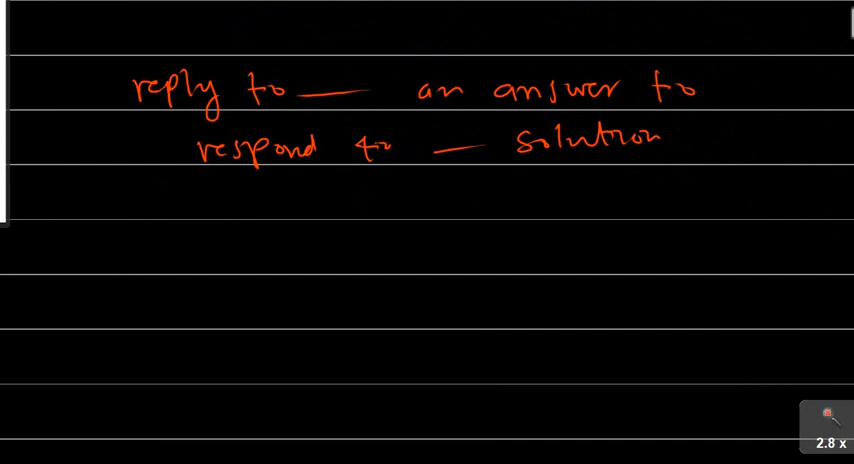 reply to — an answer to
respond to — solution
2.8 x